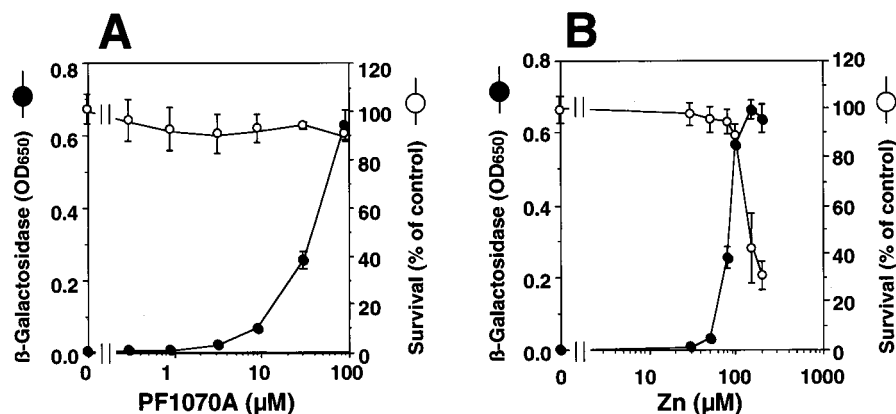 A
ß-Galactosidase (OD650)
0.8
0.6
0.4
0.2
0.0
120
100
80
60
40
20
0
Survival (% of control)
0 1 10 100
PF1070A (µM)
B
ß-Galactosidase (OD650)
0.8
0.6
0.4
0.2
0.0
120
100
80
60
40
20
0
Survival (% of control)
0 10 100 1000
Zn (µM)